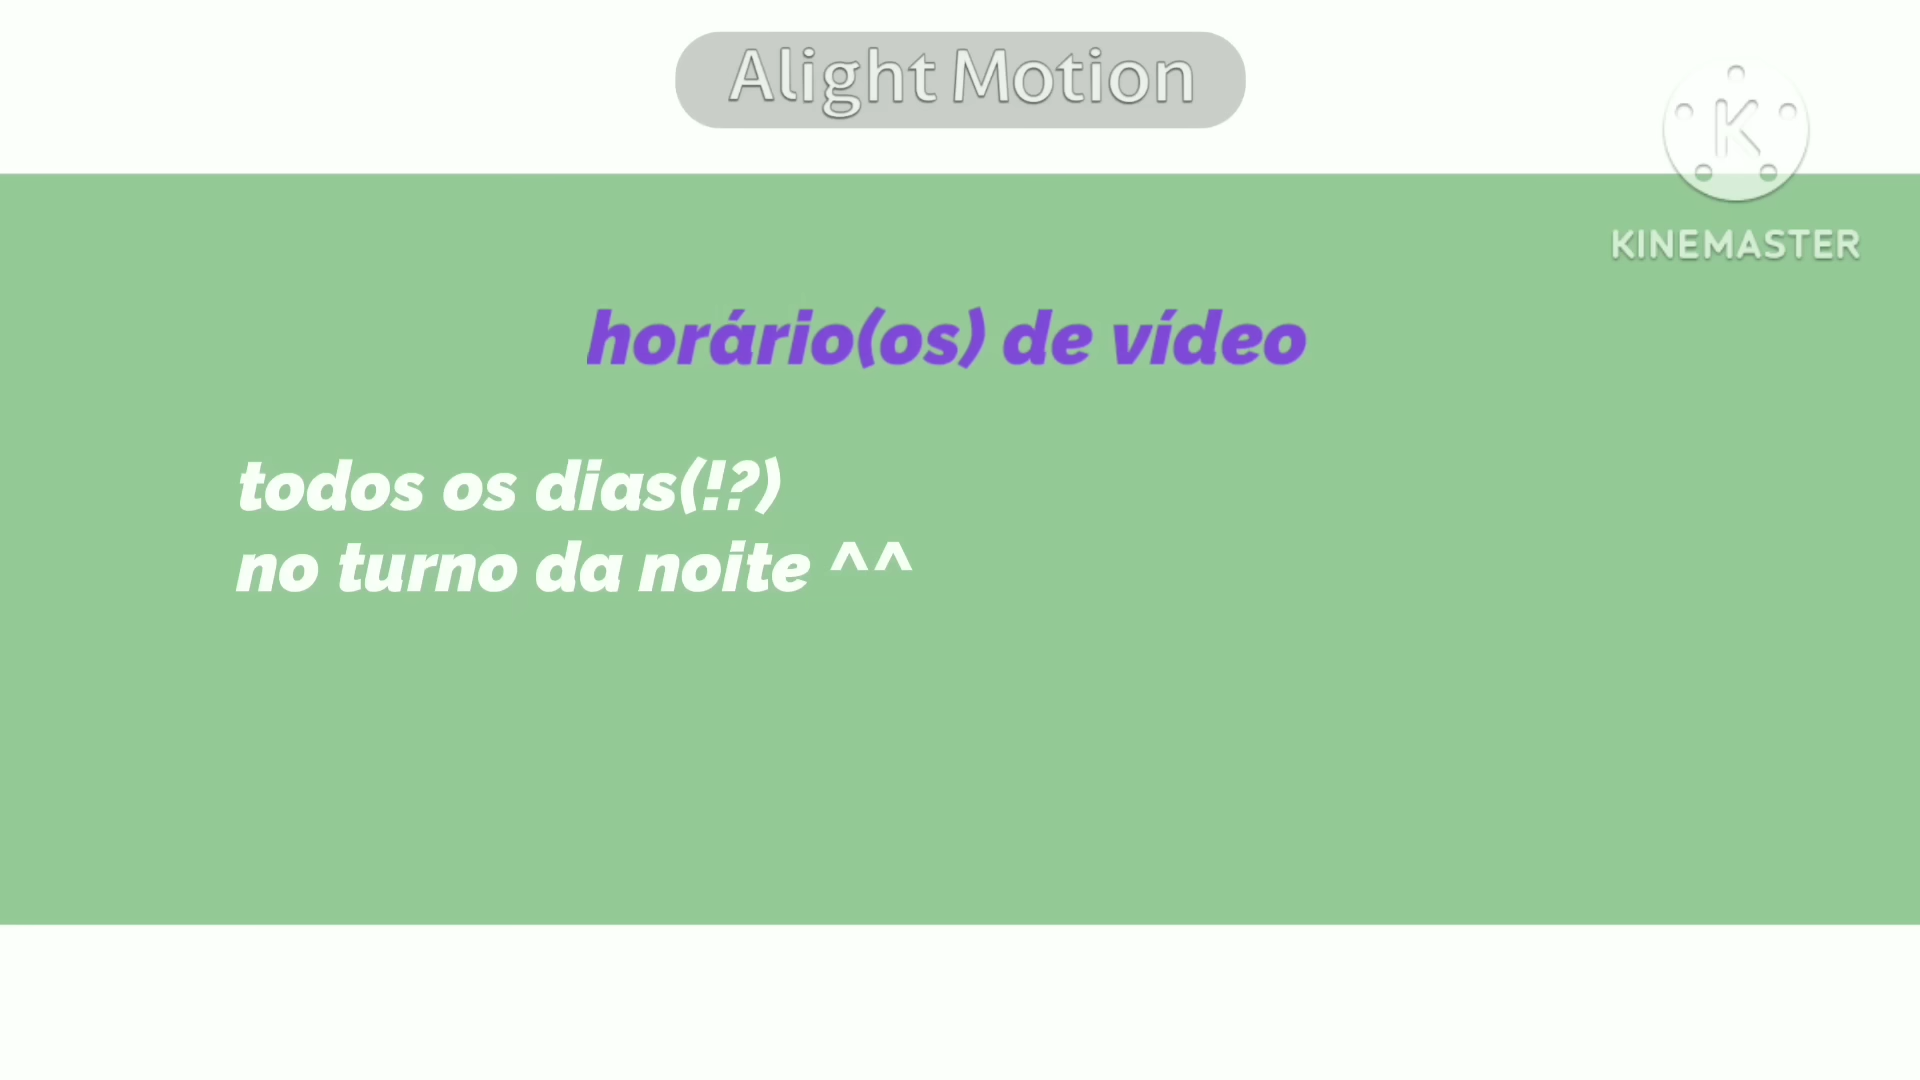 Alight Motion
K
KINEMASTER
horário(os) de vídeo
todos os dias(!?)
no turno da noite ^^